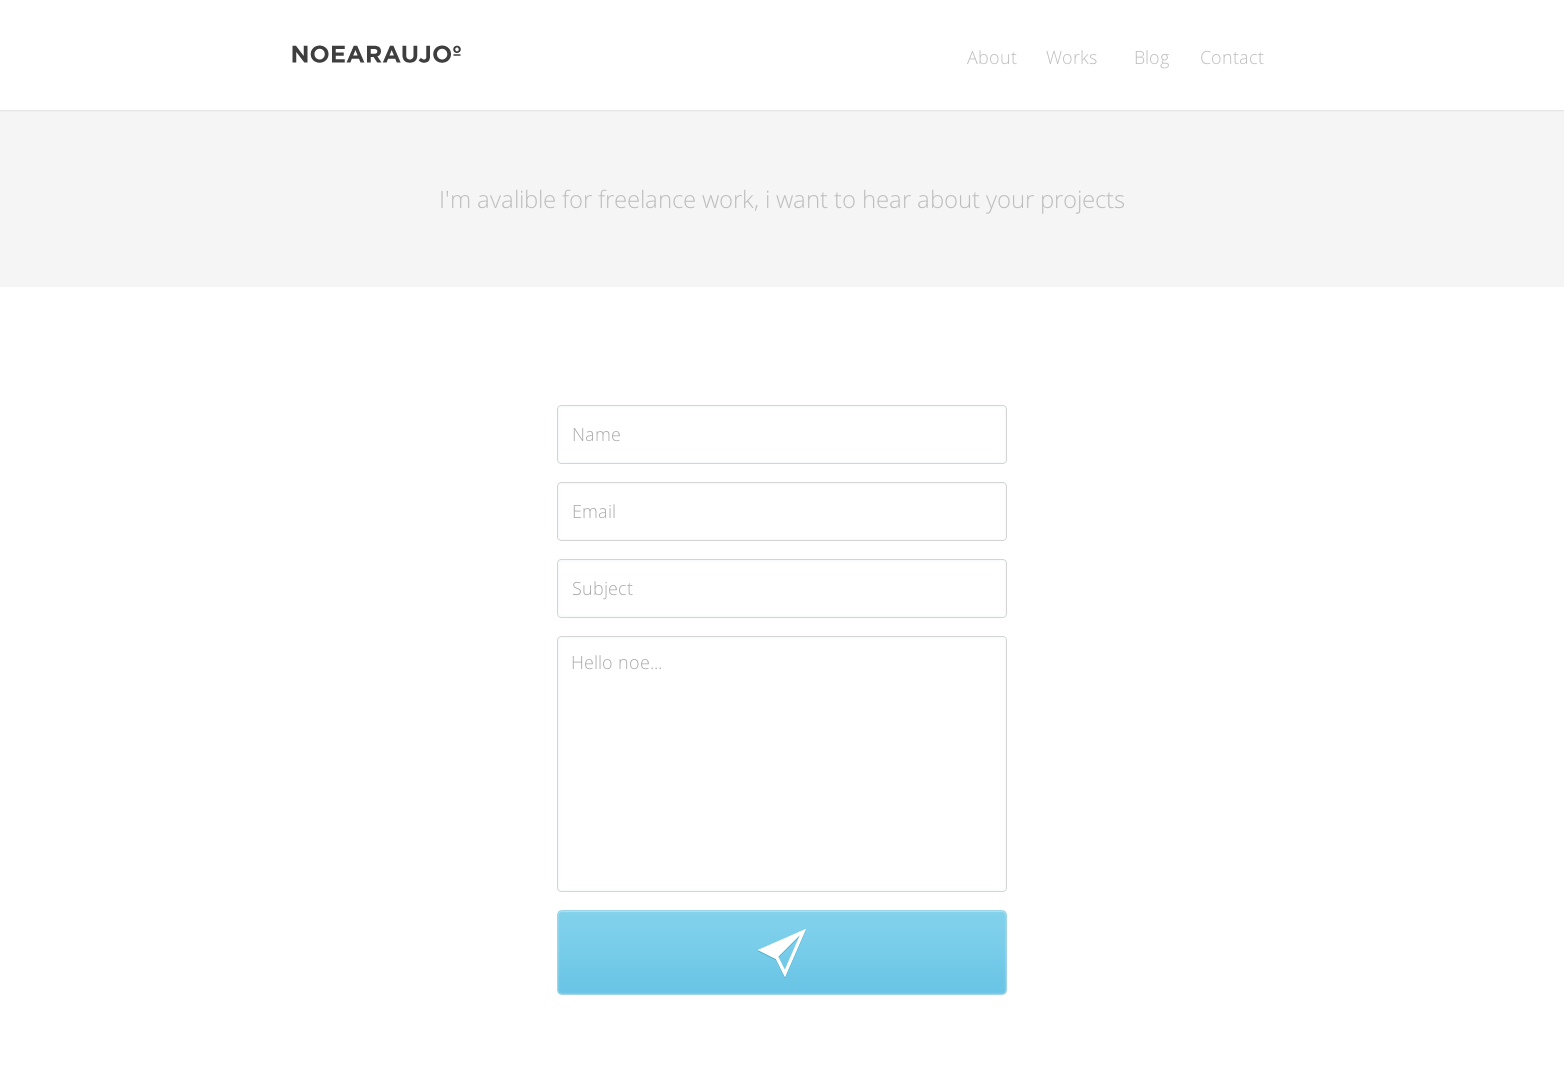 NOEARAUJOº
About Works Blog Contact
I'm avalible for freelance work, i want to hear about your projects
Name
Email
Subject
Hello noe...